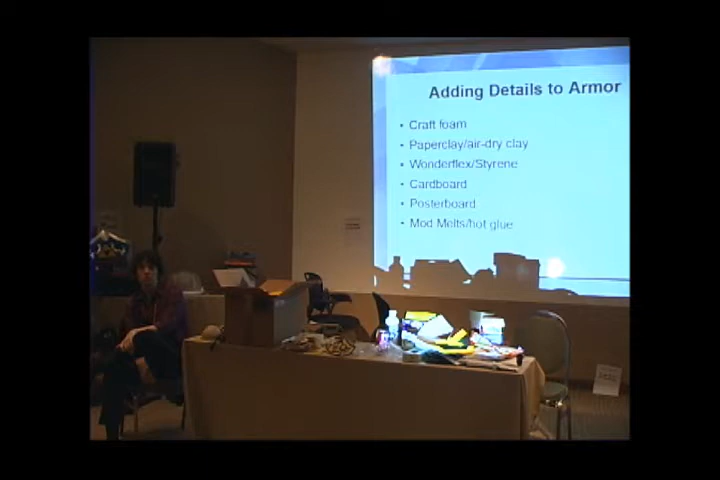 Adding Details to Armor
• Craft foam
• Paperclay/air-dry clay
• Wonderflex/Styrene
• Cardboard
• Posterboard
• Mod Melts/hot glue